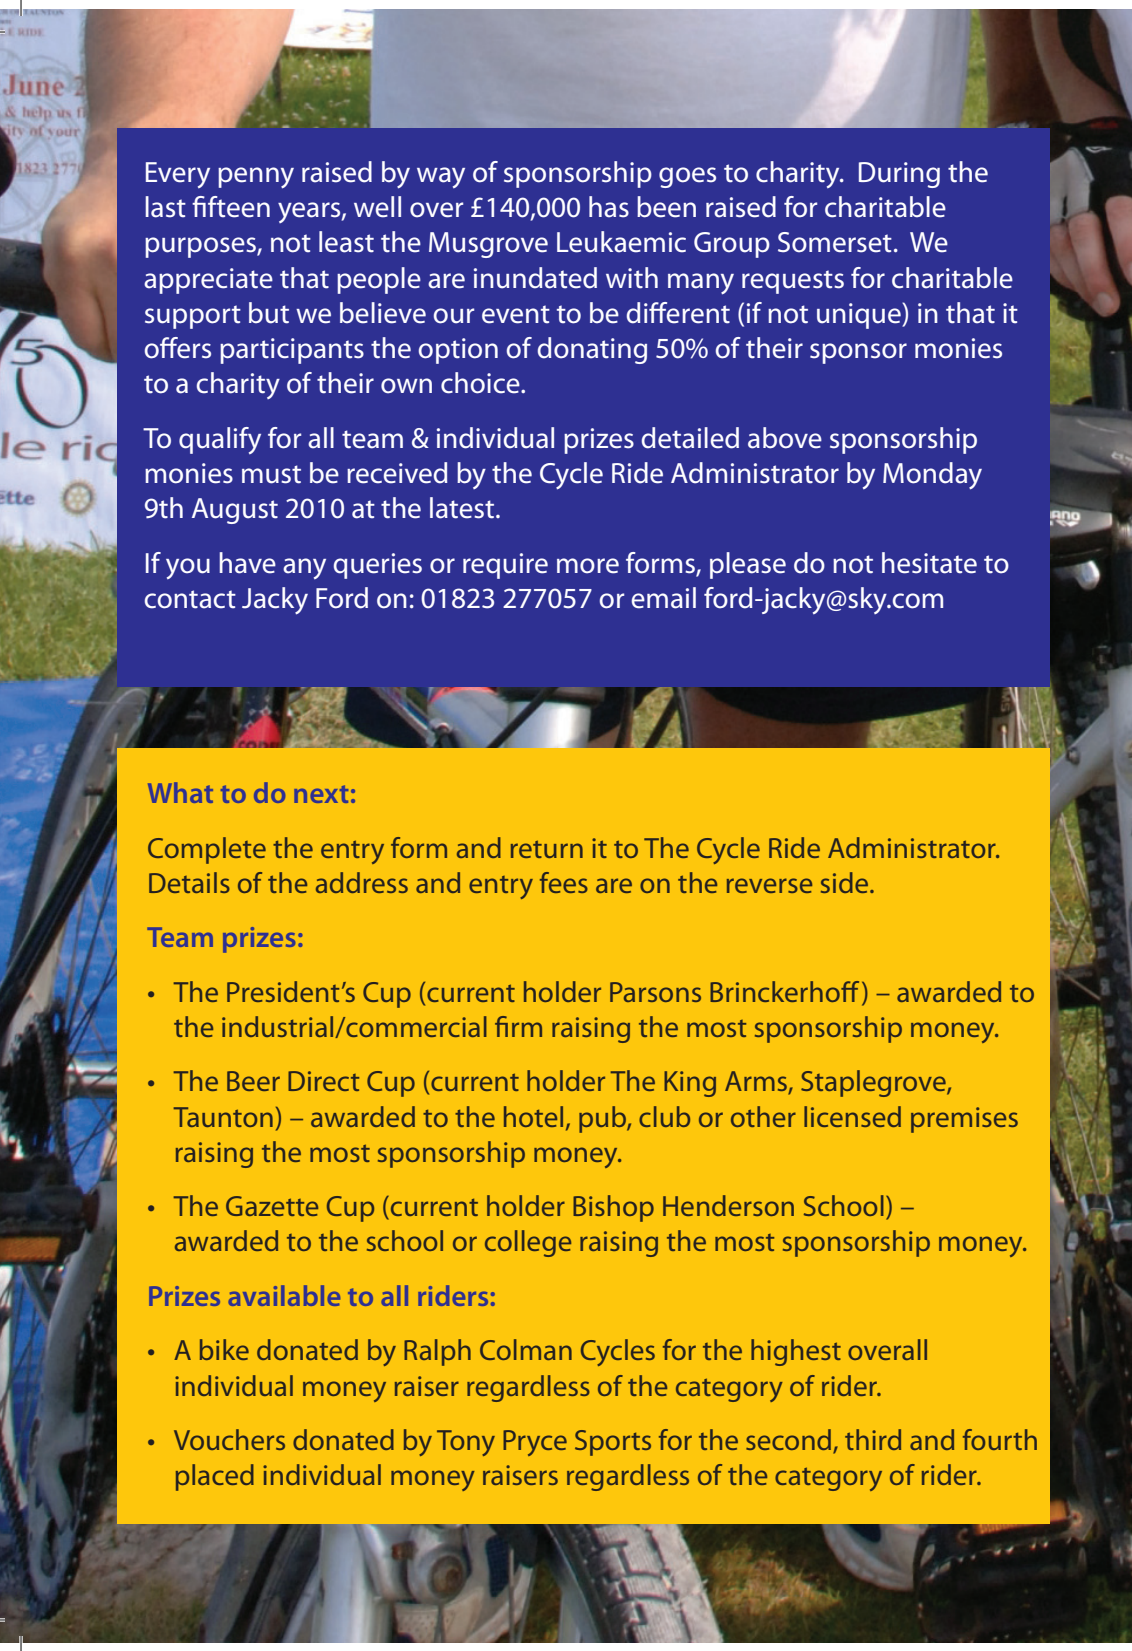 E RIDE
June
& help us
ity of your
1823 277
50
le ric
ette
Every penny raised by way of sponsorship goes to charity.  During the
last fifteen years, well over £140,000 has been raised for charitable
purposes, not least the Musgrove Leukaemic Group Somerset.  We
appreciate that people are inundated with many requests for charitable
support but we believe our event to be different (if not unique) in that it
offers participants the option of donating 50% of their sponsor monies
to a charity of their own choice.
To qualify for all team & individual prizes detailed above sponsorship
monies must be received by the Cycle Ride Administrator by Monday
9th August 2010 at the latest.
If you have any queries or require more forms, please do not hesitate to
contact Jacky Ford on: 01823 277057 or email ford-jacky@sky.com
What to do next:
Complete the entry form and return it to The Cycle Ride Administrator.
Details of the address and entry fees are on the reverse side.
Team prizes:
• The President’s Cup (current holder Parsons Brinckerhoff) – awarded to
the industrial/commercial firm raising the most sponsorship money.
• The Beer Direct Cup (current holder The King Arms, Staplegrove,
Taunton) – awarded to the hotel, pub, club or other licensed premises
raising the most sponsorship money.
• The Gazette Cup (current holder Bishop Henderson School) –
awarded to the school or college raising the most sponsorship money.
Prizes available to all riders:
• A bike donated by Ralph Colman Cycles for the highest overall
individual money raiser regardless of the category of rider.
• Vouchers donated by Tony Pryce Sports for the second, third and fourth
placed individual money raisers regardless of the category of rider.